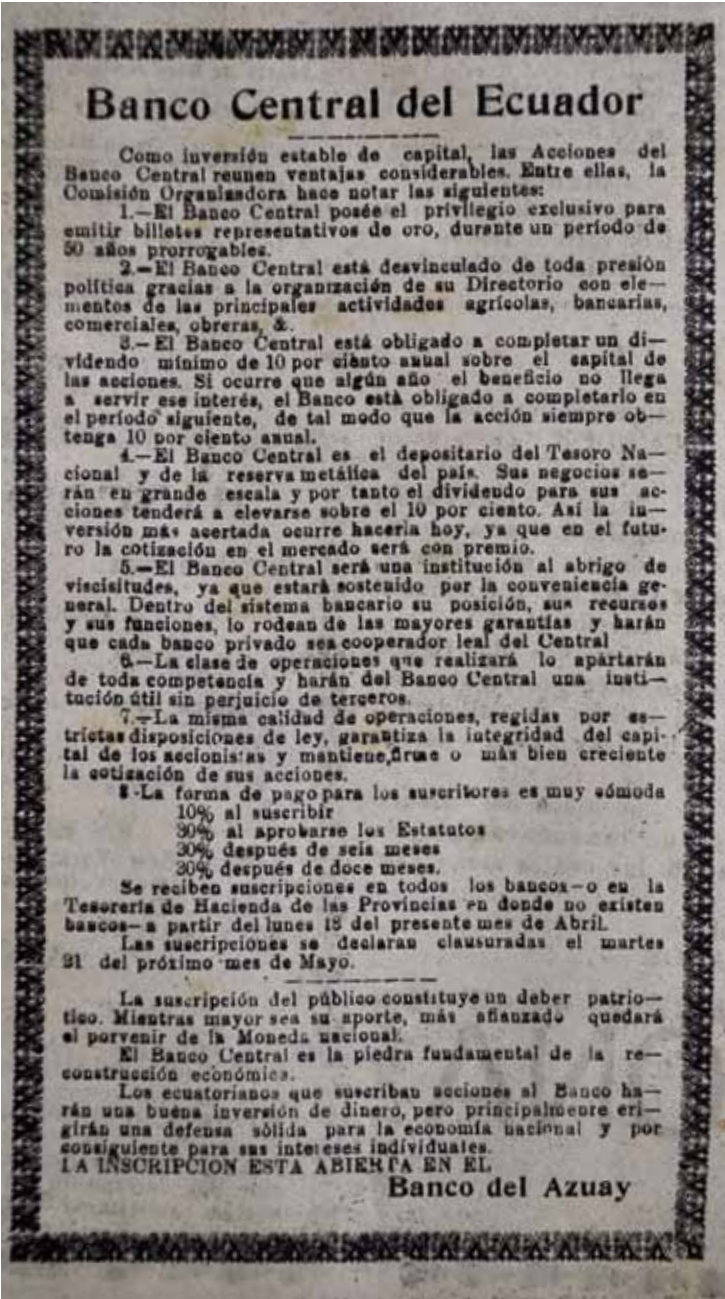 Banco Central del Ecuador
Como inversión estable de capital, las Acciones del
Banco Central reunen ventajas considerables. Entre ellas, la
Comisión Organizadora hace notar las siguientes:
1.—El Banco Central posée el privilegio exclusivo para
emitir billetes representativos de oro, durante un período de
50 años prorrogables.
2.—El Banco Central está desvinculado de toda presión
política gracias a la organización de su Directorio con ele—
mentos de las principales actividades agrícolas, bancarias,
comerciales, obreras, &.
3.—El Banco Central está obligado a completar un di—
videndo mínimo de 10 por ciento anual sobre el capital de
las acciones. Si ocurre que algún año el beneficio no llega
a servir ese interés, el Banco está obligado a completarlo en
el período siguiente, de tal modo que la acción siempre ob—
tenga 10 por ciento anual.
4.—El Banco Central es el depositario del Tesoro Na—
cional y de la reserva metálica del país. Sus negocios se—
rán en grande escala y por tanto el dividendo para sus ac-
ciones tenderá a elevarse sobre el 10 por ciento. Así la in-
versión más acertada ocurre hacerla hoy, ya que en el futu-
ro la cotización en el mercado será con premio.
5.—El Banco Central será una institución al abrigo de
viscisitudes, ya que estará sostenido por la conveniencia ge-
neral. Dentro del sistema bancario su posición, sus recursos
y sus funciones, lo rodean de las mayores garantías y harán
que cada banco privado sea cooperador leal del Central
6.—La clase de operaciones que realizará lo apartarán
de toda competencia y harán del Banco Central una insti—
tución útil sin perjuicio de terceros.
7.—La misma calidad de operaciones, regidas por es—
trictas disposiciones de ley, garantiza la integridad del capi-
tal de los accionistas y mantiene firme o más bien creciente
la cotización de sus acciones.
8-La forma de pago para los suscritores es muy cómoda
10% al suscribir
30% al aprobarse los Estatutos
30% después de seis meses
30% después de doce meses.
Se reciben suscripciones en todos los bancos—o en la
Tesorería de Hacienda de las Provincias en donde no existen
bancos—a partir del lunes 18 del presente mes de Abril.
Las suscripciones se declaran clausuradas el martes
31 del próximo mes de Mayo.
La suscripción del público constituye un deber patrio—
tico. Mientras mayor sea su aporte, más afianzado quedará
el porvenir de la Moneda nacional.
El Banco Central es la piedra fundamental de la re—
construcción económica.
Los ecuatorianos que suscriban acciones al Banco ha—
rán una buena inversión de dinero, pero principalmente eri—
girán una defensa sólida para la economía nacional y por
consiguiente para sus intereses individuales.
LA INSCRIPCION ESTA ABIERTA EN EL
Banco del Azuay